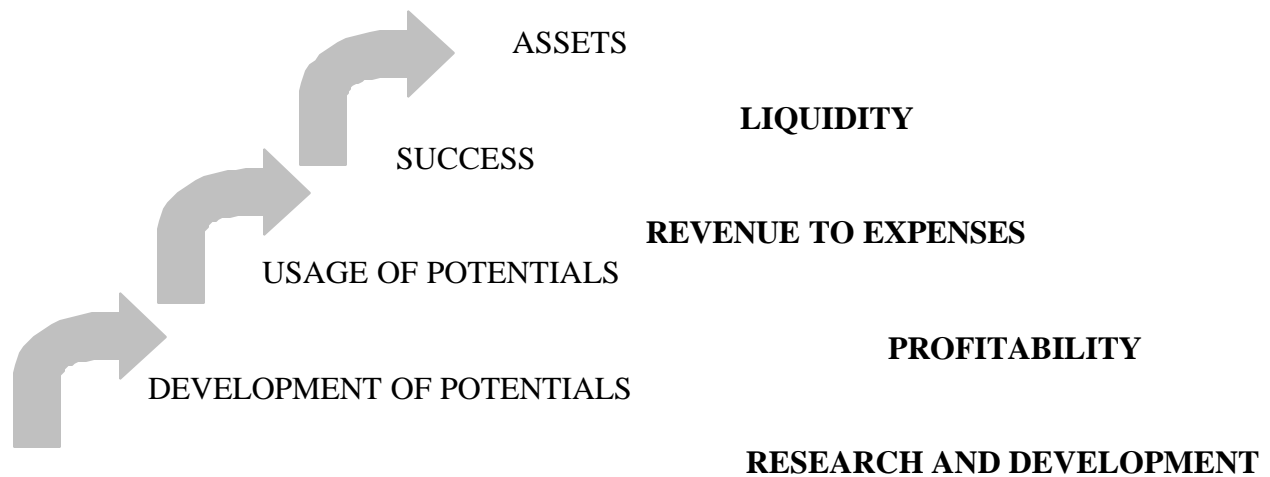 ASSETS
LIQUIDITY
SUCCESS
REVENUE TO EXPENSES
USAGE OF POTENTIALS
PROFITABILITY
DEVELOPMENT OF POTENTIALS
RESEARCH AND DEVELOPMENT